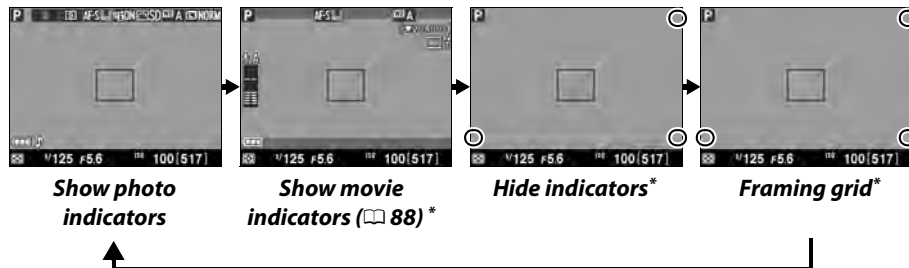 P AF-S ON SD A NORM
P AF-S A
P
P
1/125 F5.6 ISO 100[517]
1/125 F5.6 ISO 100[517]
1/125 F5.6 ISO 100[517]
1/125 F5.6 ISO 100[517]
Show photo
indicators
Show movie
indicators (88) *
Hide indicators*
Framing grid*